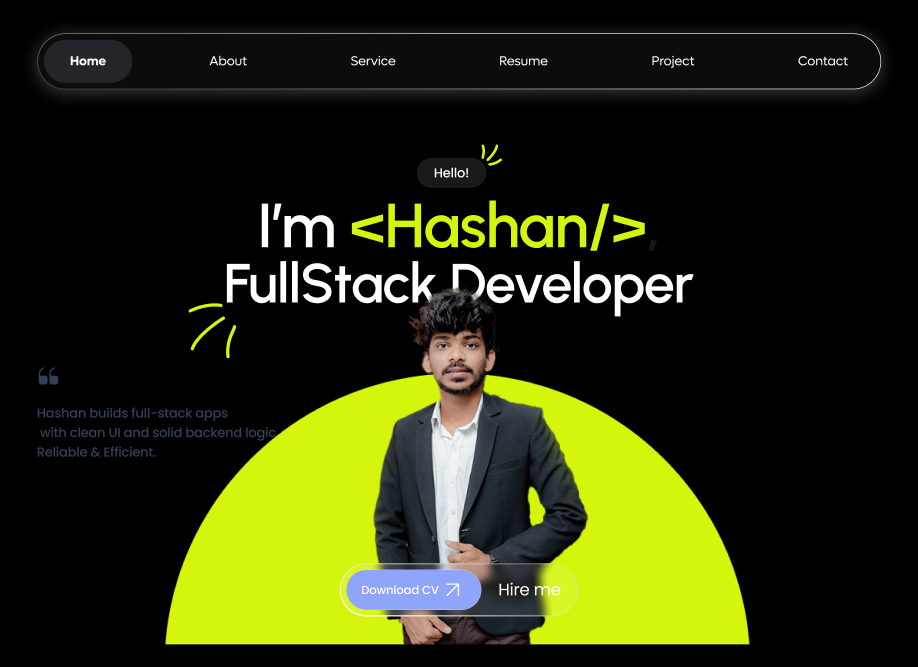 Home About Service Resume Project Contact
Hello!
I'm <Hashan/>,
FullStack Developer
Hashan builds full-stack apps
with clean UI and solid backend logic
Reliable & Efficient.
Download CV Hire me